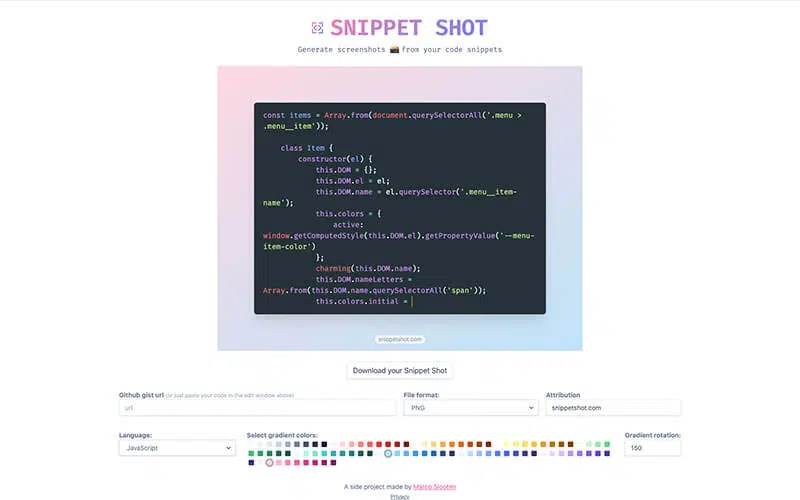 SNIPPET SHOT
Generate screenshots 📸 from your code snippets
const items = Array.from(document.querySelectorAll('.menu >
.menu__item'));
class Item {
constructor(el) {
this.DOM = {};
this.DOM.el = el;
this.DOM.name = el.querySelector('.menu__item-
name');
this.colors = {
active:
window.getComputedStyle(this.DOM.el).getPropertyValue('--menu-
item-color')
};
charming(this.DOM.name);
this.DOM.nameLetters =
Array.from(this.DOM.name.querySelectorAll('span'));
this.colors.initial =
snippetshot.com
Download your Snippet Shot
Github gist url (or just paste your code in the edit window above)
File format:
Attribution
url
PNG
snippetshot.com
Language:
Select gradient colors:
Gradient rotation:
JavaScript
150
A side project made by Marco Slooten
Privacy